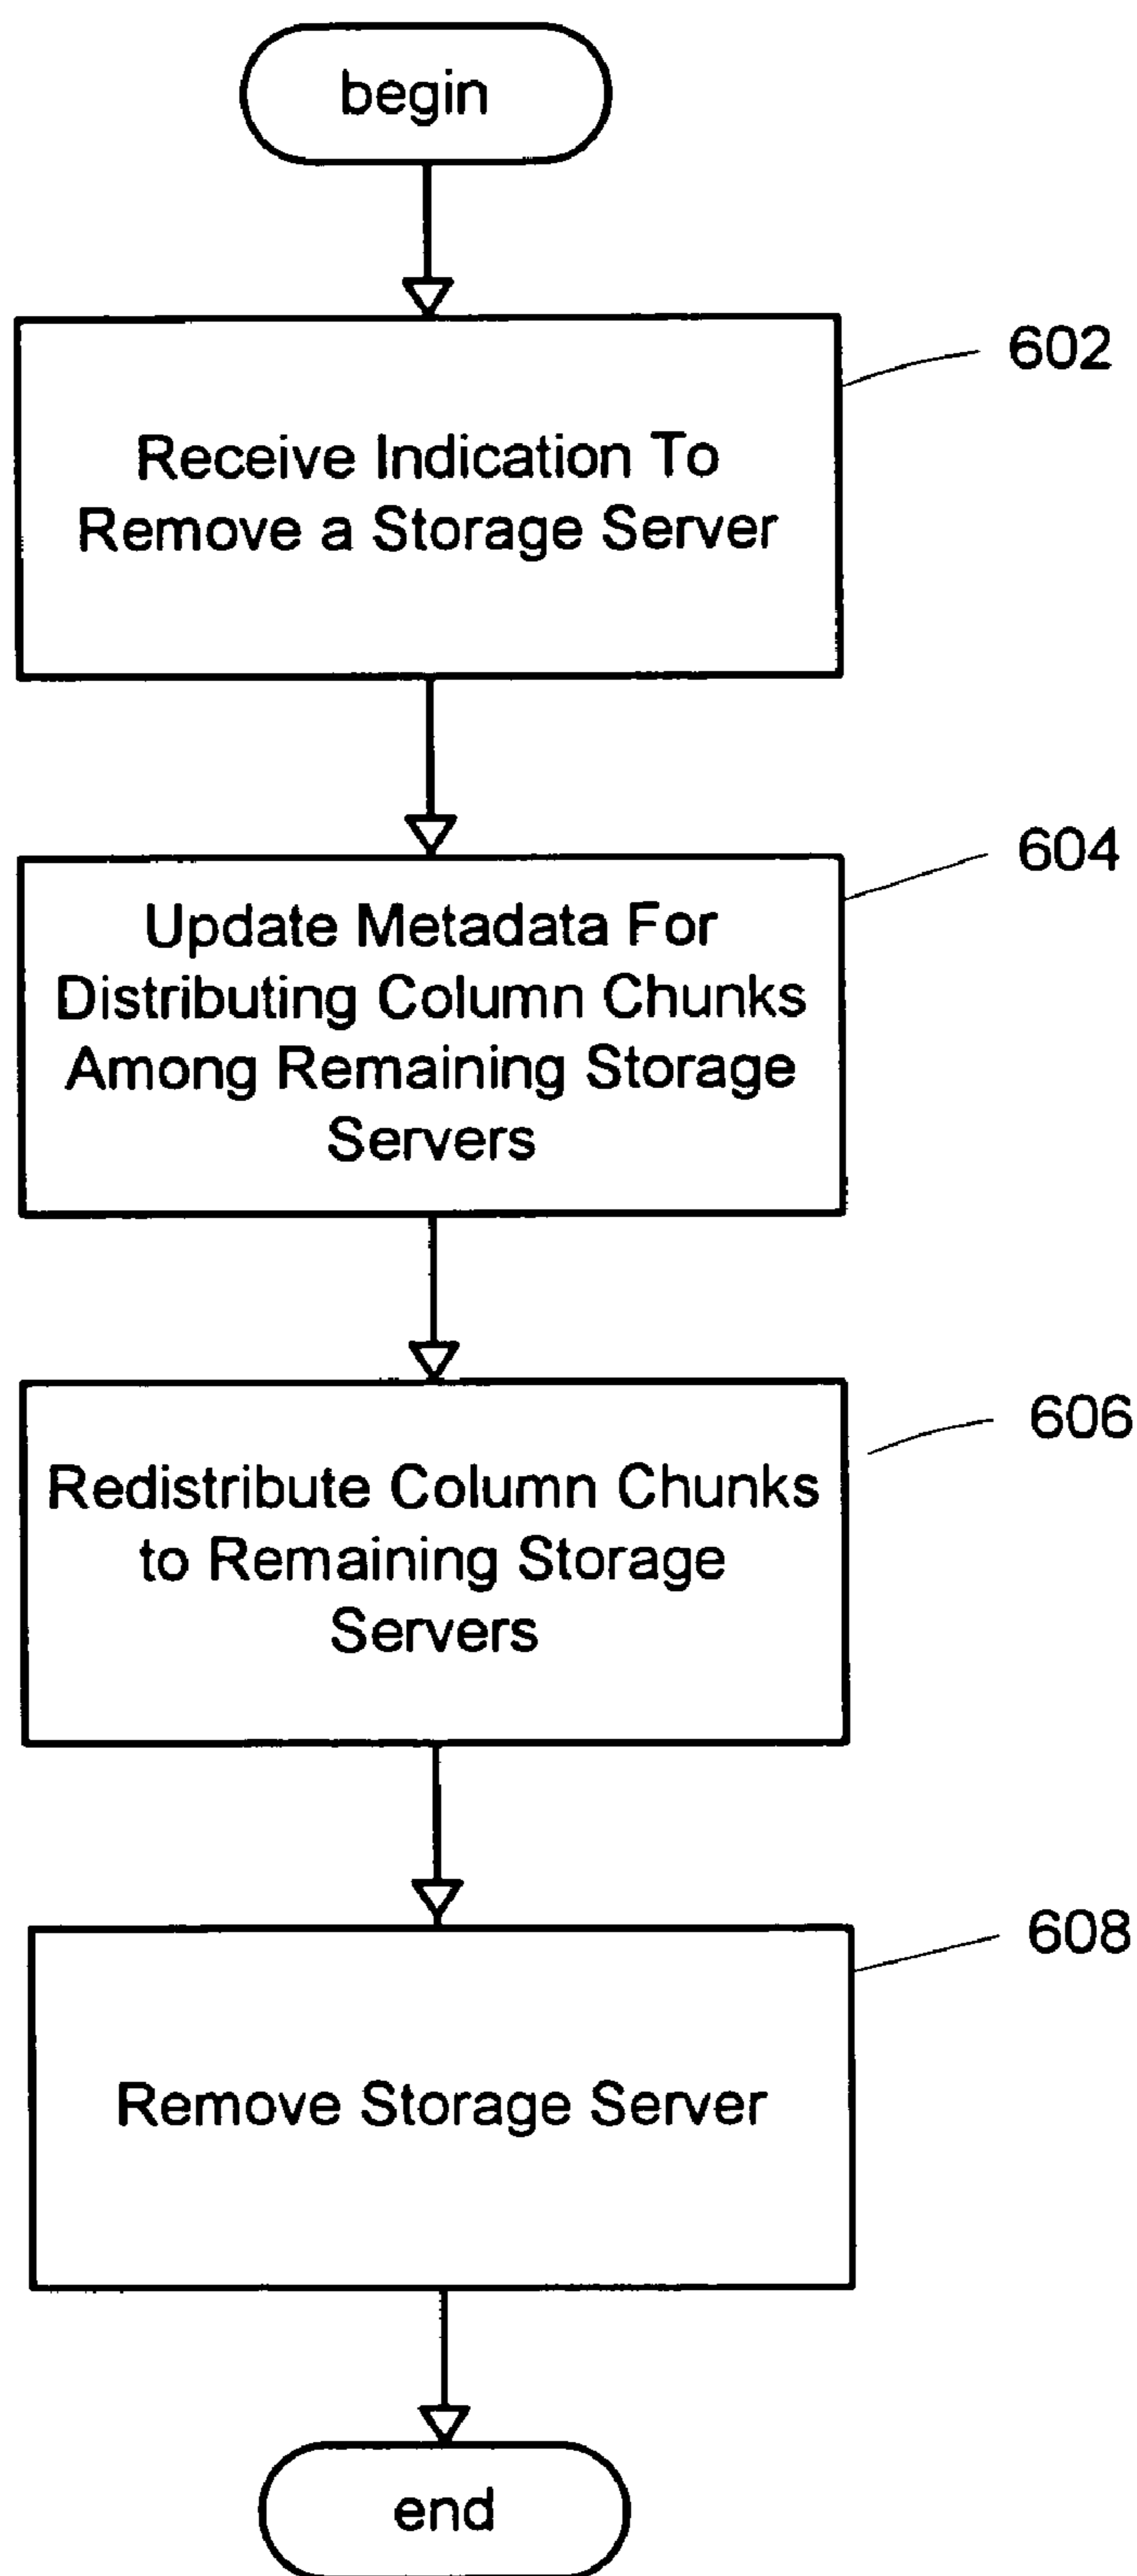 begin
602
Receive Indication To
Remove a Storage Server
604
Update Metadata For
Distributing Column Chunks
Among Remaining Storage
Servers
606
Redistribute Column Chunks
to Remaining Storage
Servers
608
Remove Storage Server
end